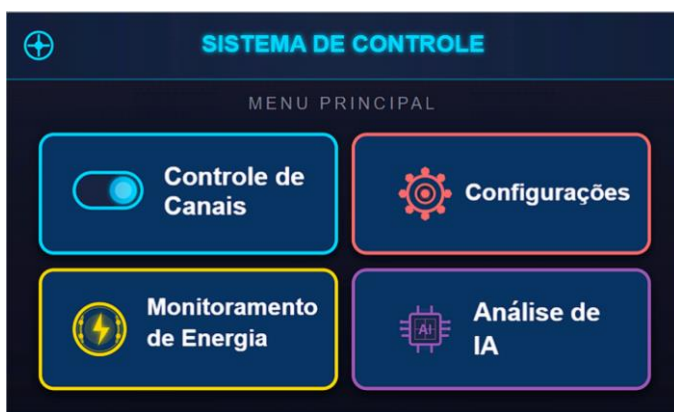 SISTEMA DE CONTROLE
MENU PRINCIPAL
Controle de
Canais
Configurações
Monitoramento
de Energia
Análise de
IA
AI